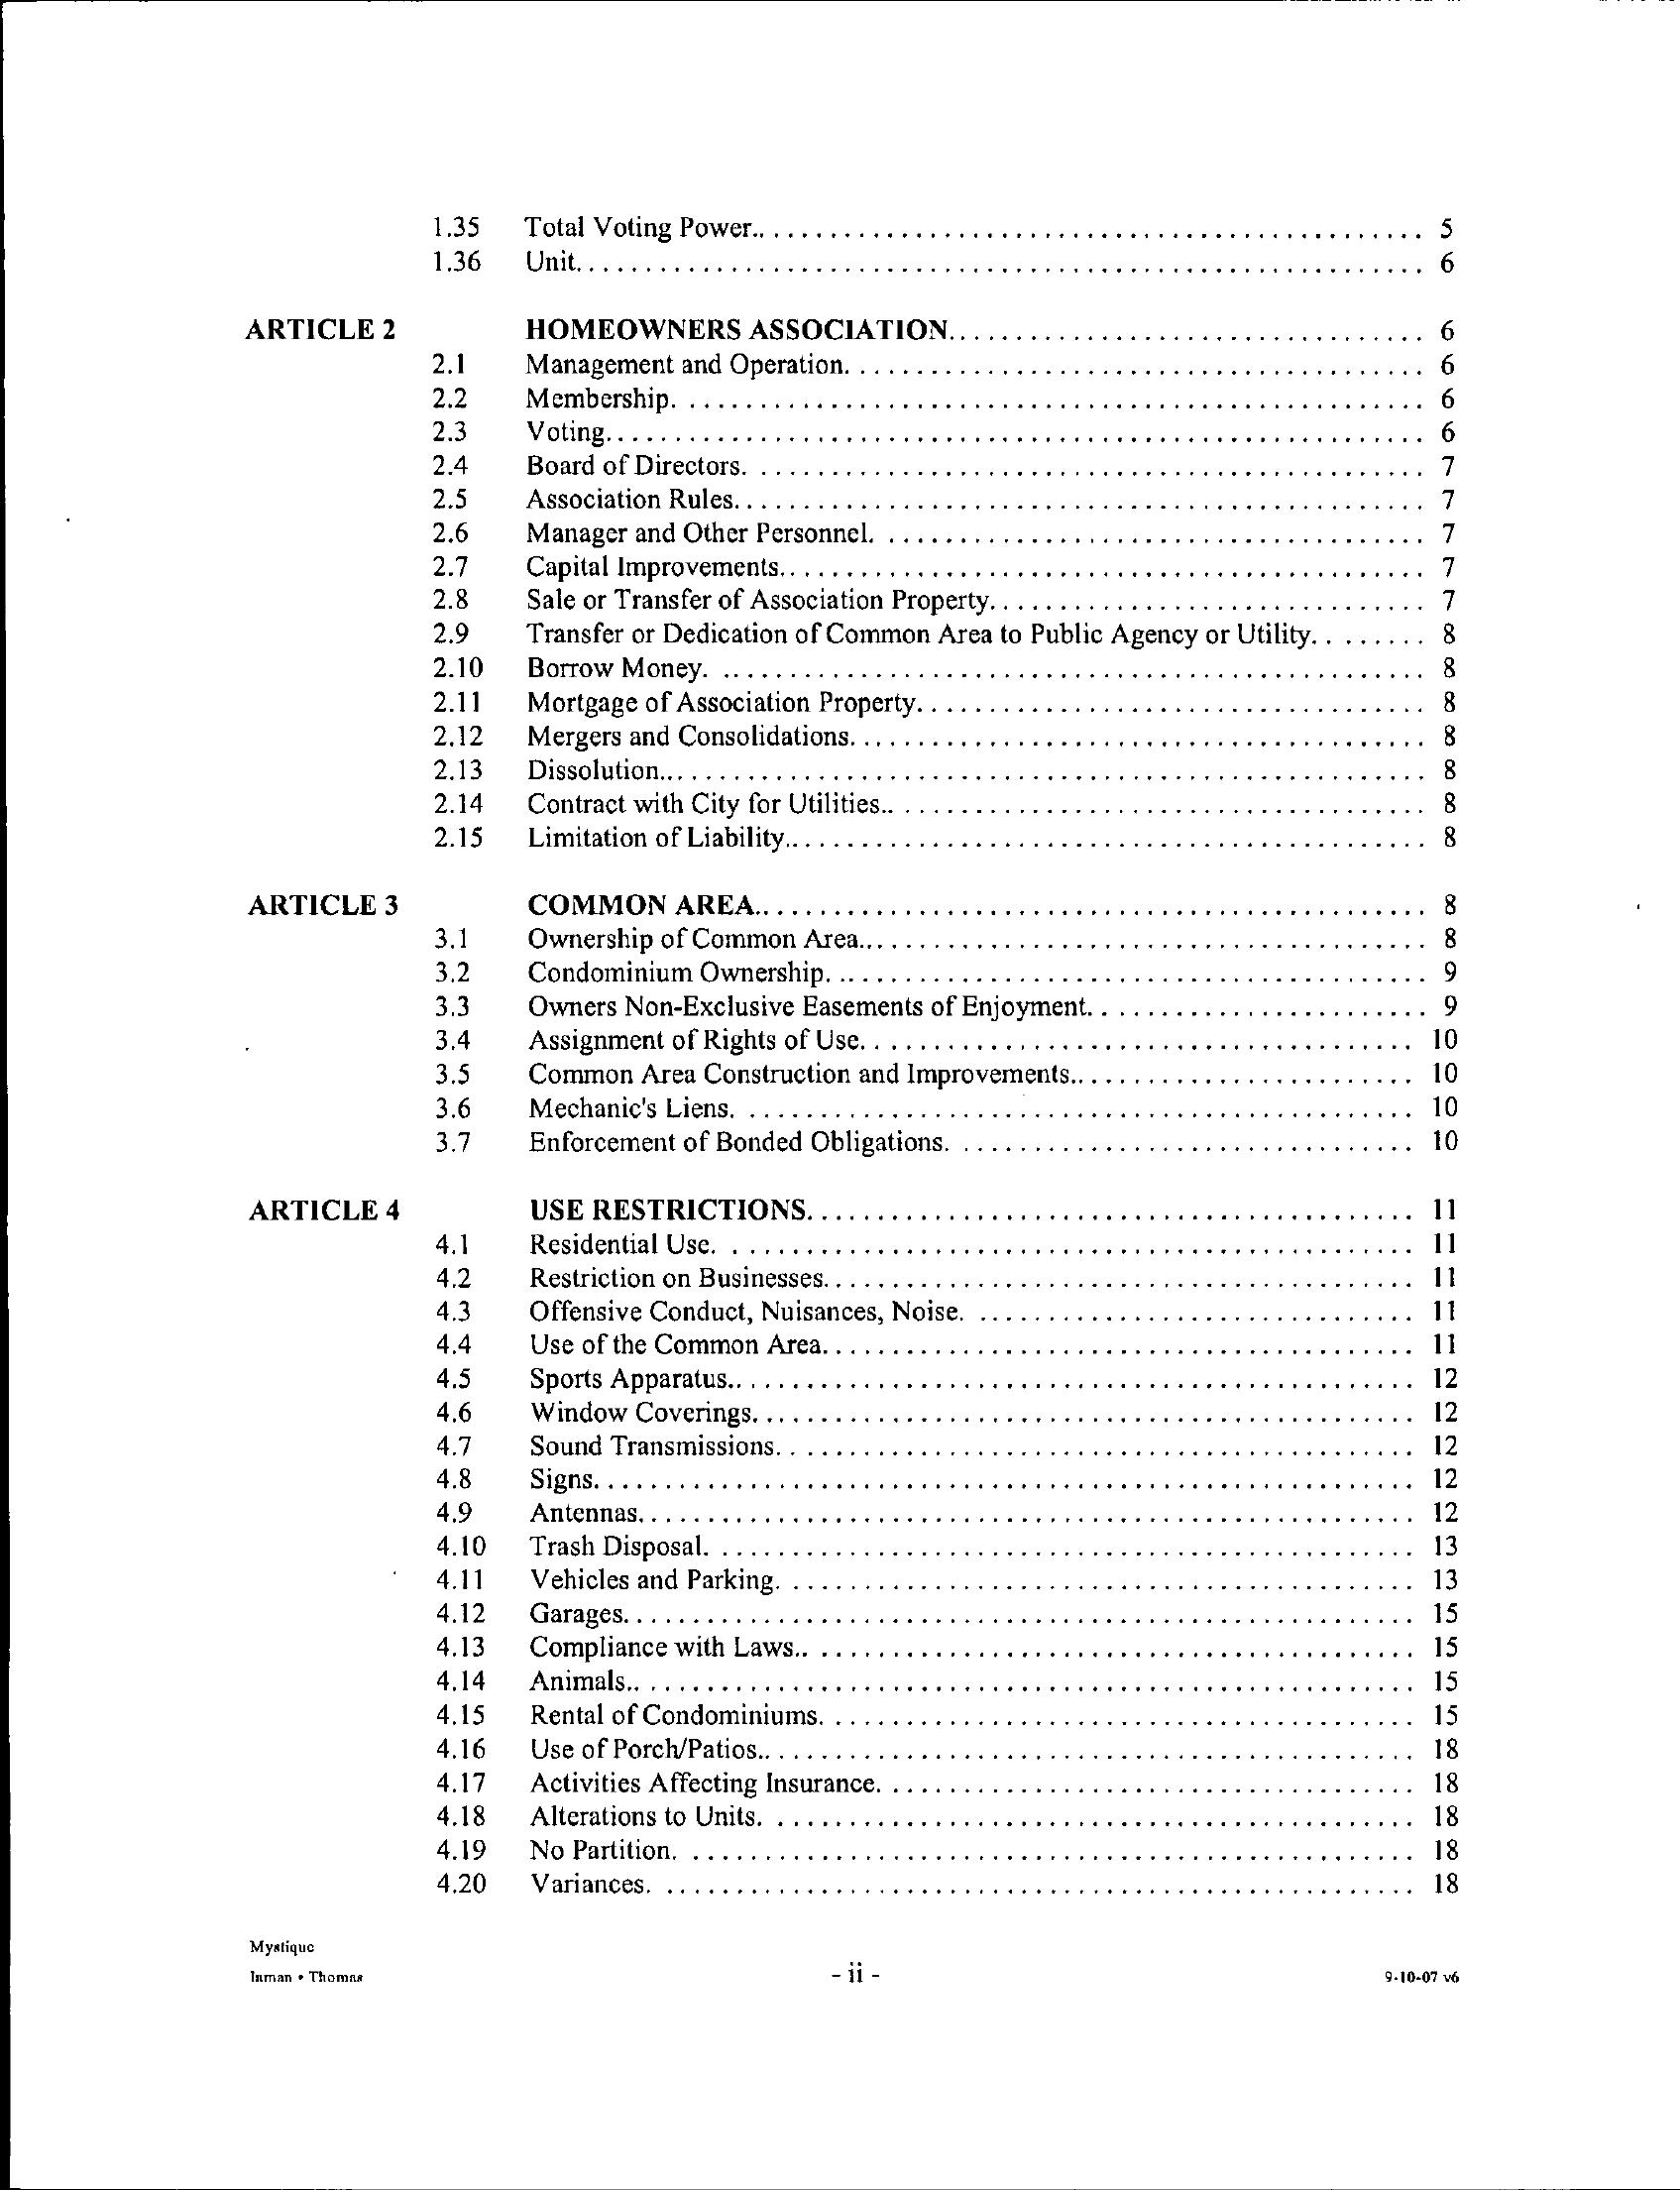 1.35 Total Voting Power.. 5
1.36 Unit. 6
ARTICLE 2 HOMEOWNERS ASSOCIATION. 6
2.1 Management and Operation. 6
2.2 Membership. 6
2.3 Voting. 6
2.4 Board of Directors. 7
2.5 Association Rules. 7
2.6 Manager and Other Personnel. 7
2.7 Capital Improvements. 7
2.8 Sale or Transfer of Association Property. 7
2.9 Transfer or Dedication of Common Area to Public Agency or Utility. 8
2.10 Borrow Money. 8
2.11 Mortgage of Association Property. 8
2.12 Mergers and Consolidations. 8
2.13 Dissolution. 8
2.14 Contract with City for Utilities.. 8
2.15 Limitation of Liability. 8
ARTICLE 3 COMMON AREA. 8
3.1 Ownership of Common Area. 8
3.2 Condominium Ownership. 9
3.3 Owners Non-Exclusive Easements of Enjoyment. 9
3.4 Assignment of Rights of Use. 10
3.5 Common Area Construction and Improvements.. 10
3.6 Mechanic's Liens. 10
3.7 Enforcement of Bonded Obligations. 10
ARTICLE 4 USE RESTRICTIONS. 11
4.1 Residential Use. 11
4.2 Restriction on Businesses. 11
4.3 Offensive Conduct, Nuisances, Noise. 11
4.4 Use of the Common Area. 11
4.5 Sports Apparatus.. 12
4.6 Window Coverings. 12
4.7 Sound Transmissions. 12
4.8 Signs. 12
4.9 Antennas. 12
4.10 Trash Disposal. 13
4.11 Vehicles and Parking. 13
4.12 Garages. 15
4.13 Compliance with Laws.. 15
4.14 Animals.. 15
4.15 Rental of Condominiums. 15
4.16 Use of Porch/Patios.. 18
4.17 Activities Affecting Insurance. 18
4.18 Alterations to Units. 18
4.19 No Partition. 18
4.20 Variances. 18
Mystique
Inman • Thomas - ii - 9-10-07 v6